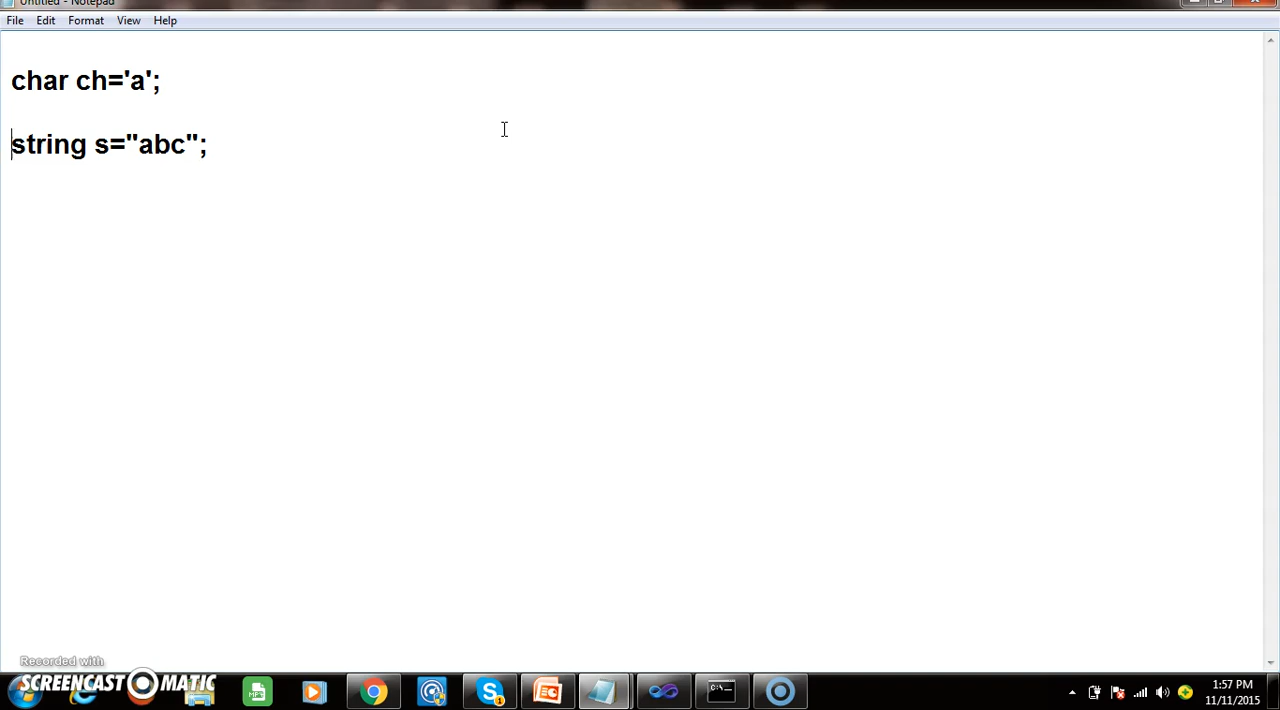 Untitled - Notepad
File Edit Format View Help
char ch='a';
string s="abc";
Recorded with
SCREENCAST MATIC
1:57 PM
11/11/2015